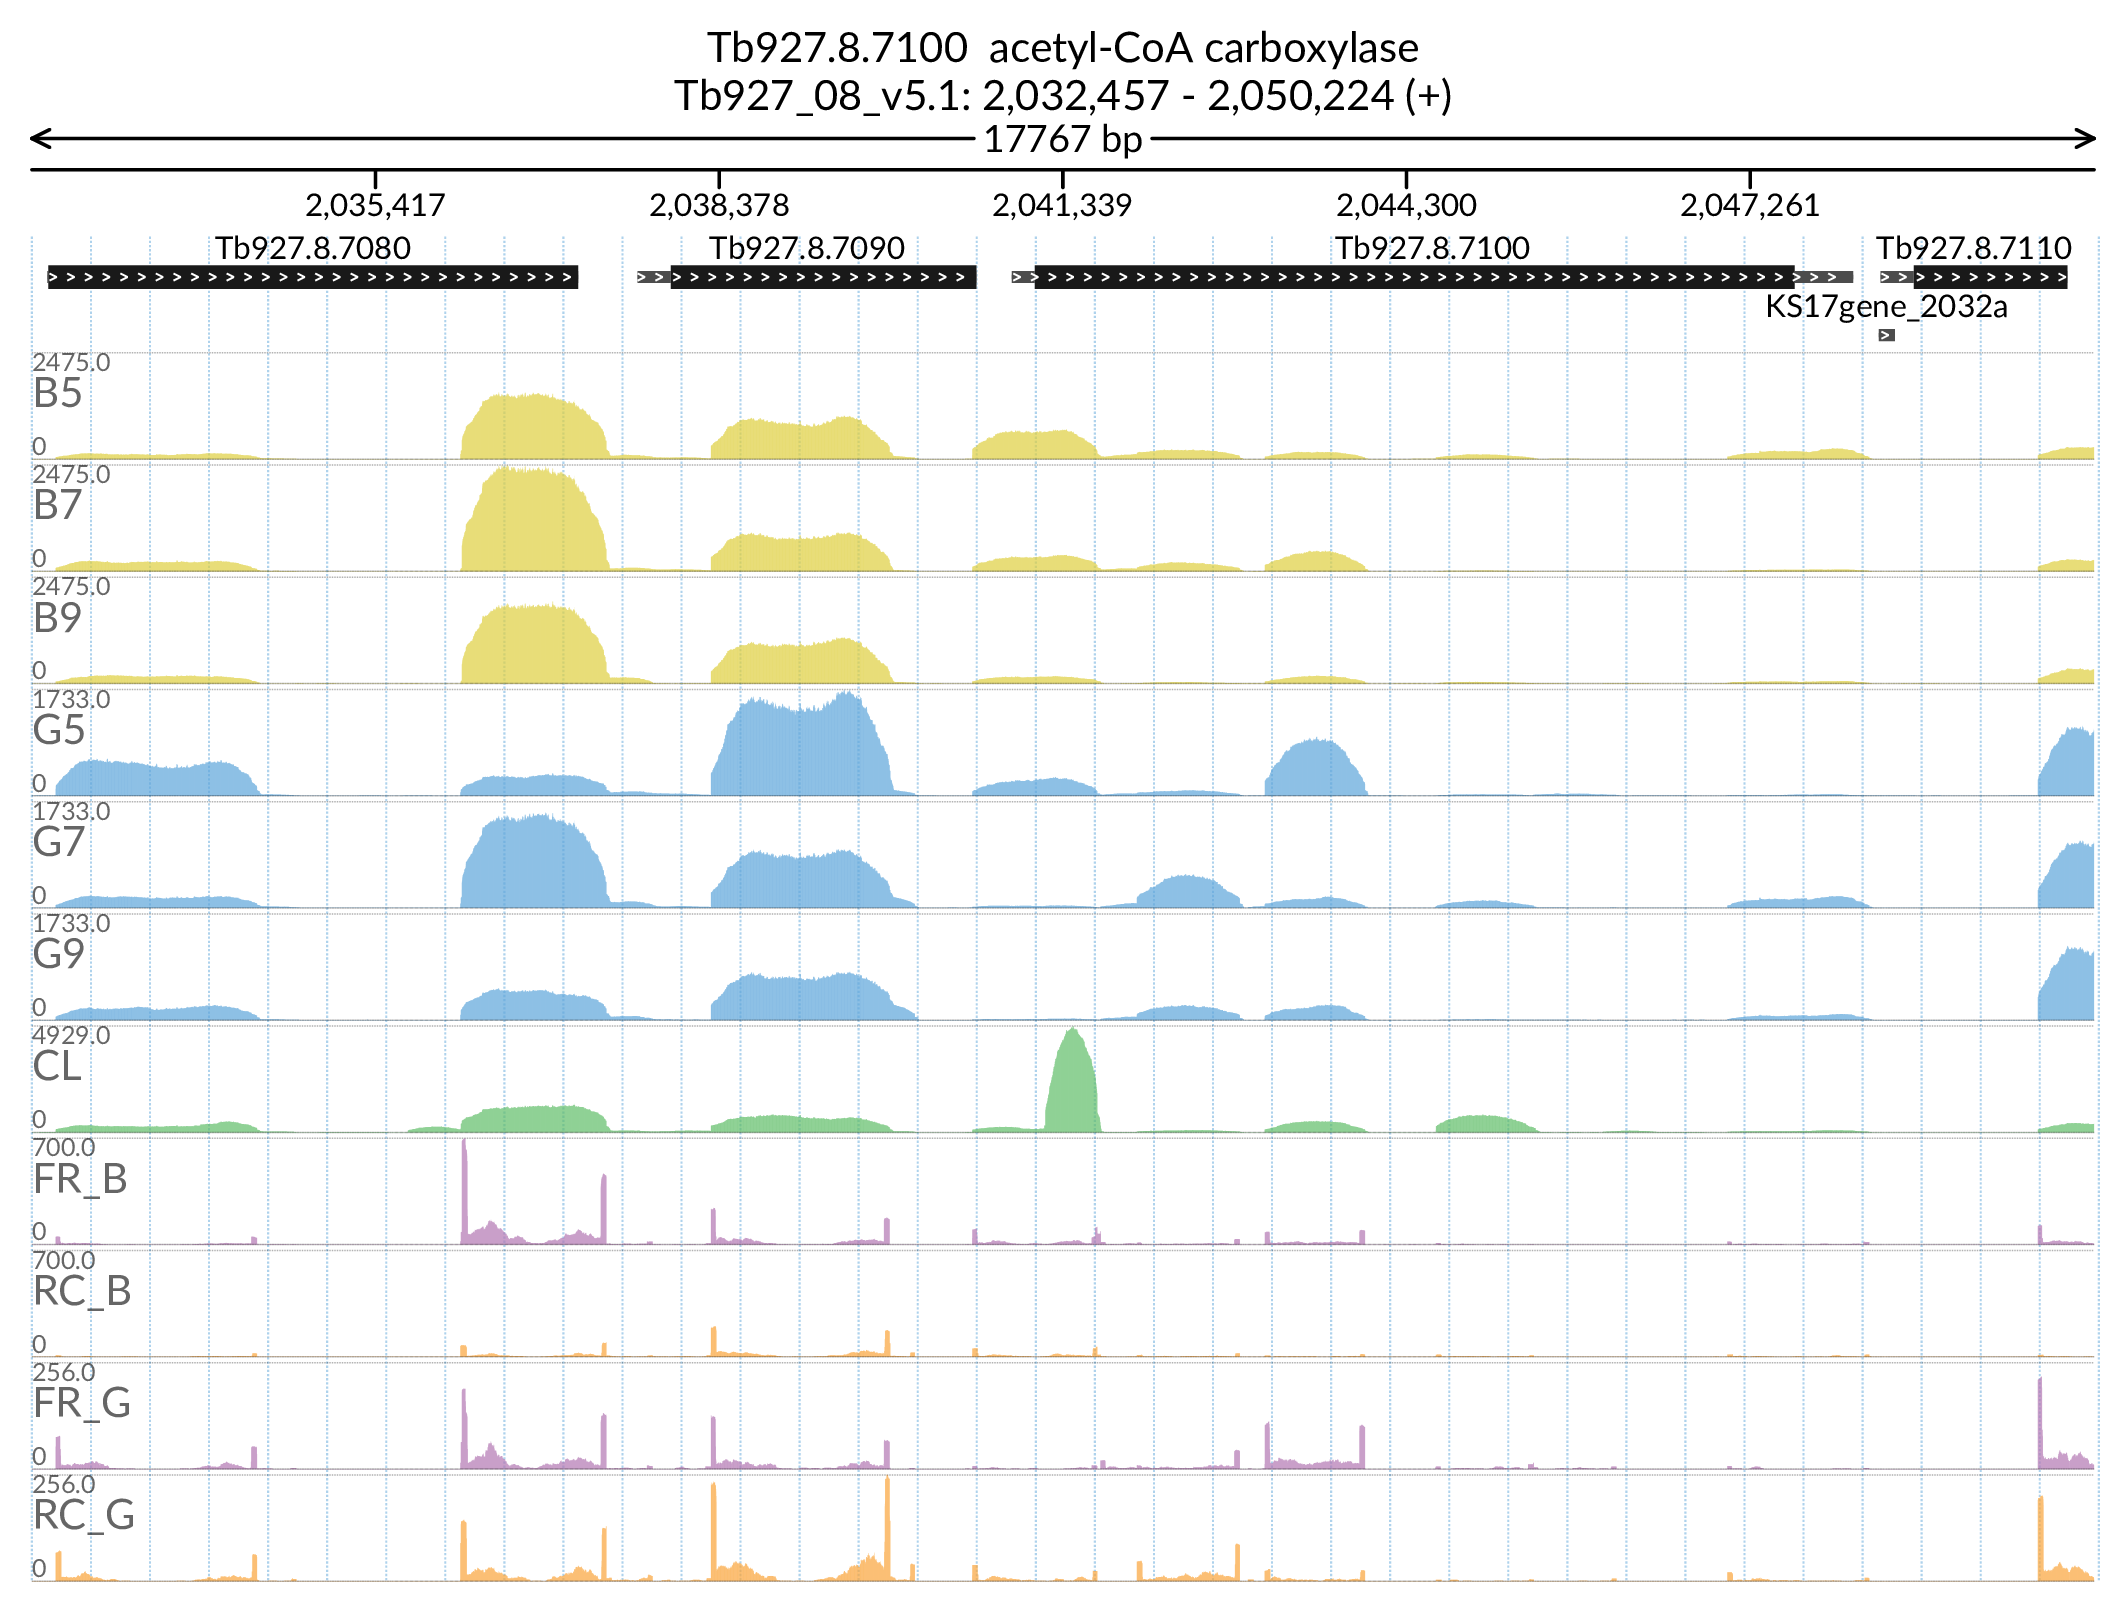 Tb927.8.7100  acetyl-CoA carboxylase
Tb927_08_v5.1: 2,032,457 - 2,050,224 (+)
17767 bp
2,035,417 2,038,378 2,041,339 2,044,300 2,047,261
Tb927.8.7080 Tb927.8.7090 Tb927.8.7100 Tb927.8.7110
KS17gene_2032a
2475.0
B5
0
2475.0
B7
0
2475.0
B9
0
1733.0
G5
0
1733.0
G7
0
1733.0
G9
0
4929.0
CL
0
700.0
FR_B
0
700.0
RC_B
0
256.0
FR_G
0
256.0
RC_G
0